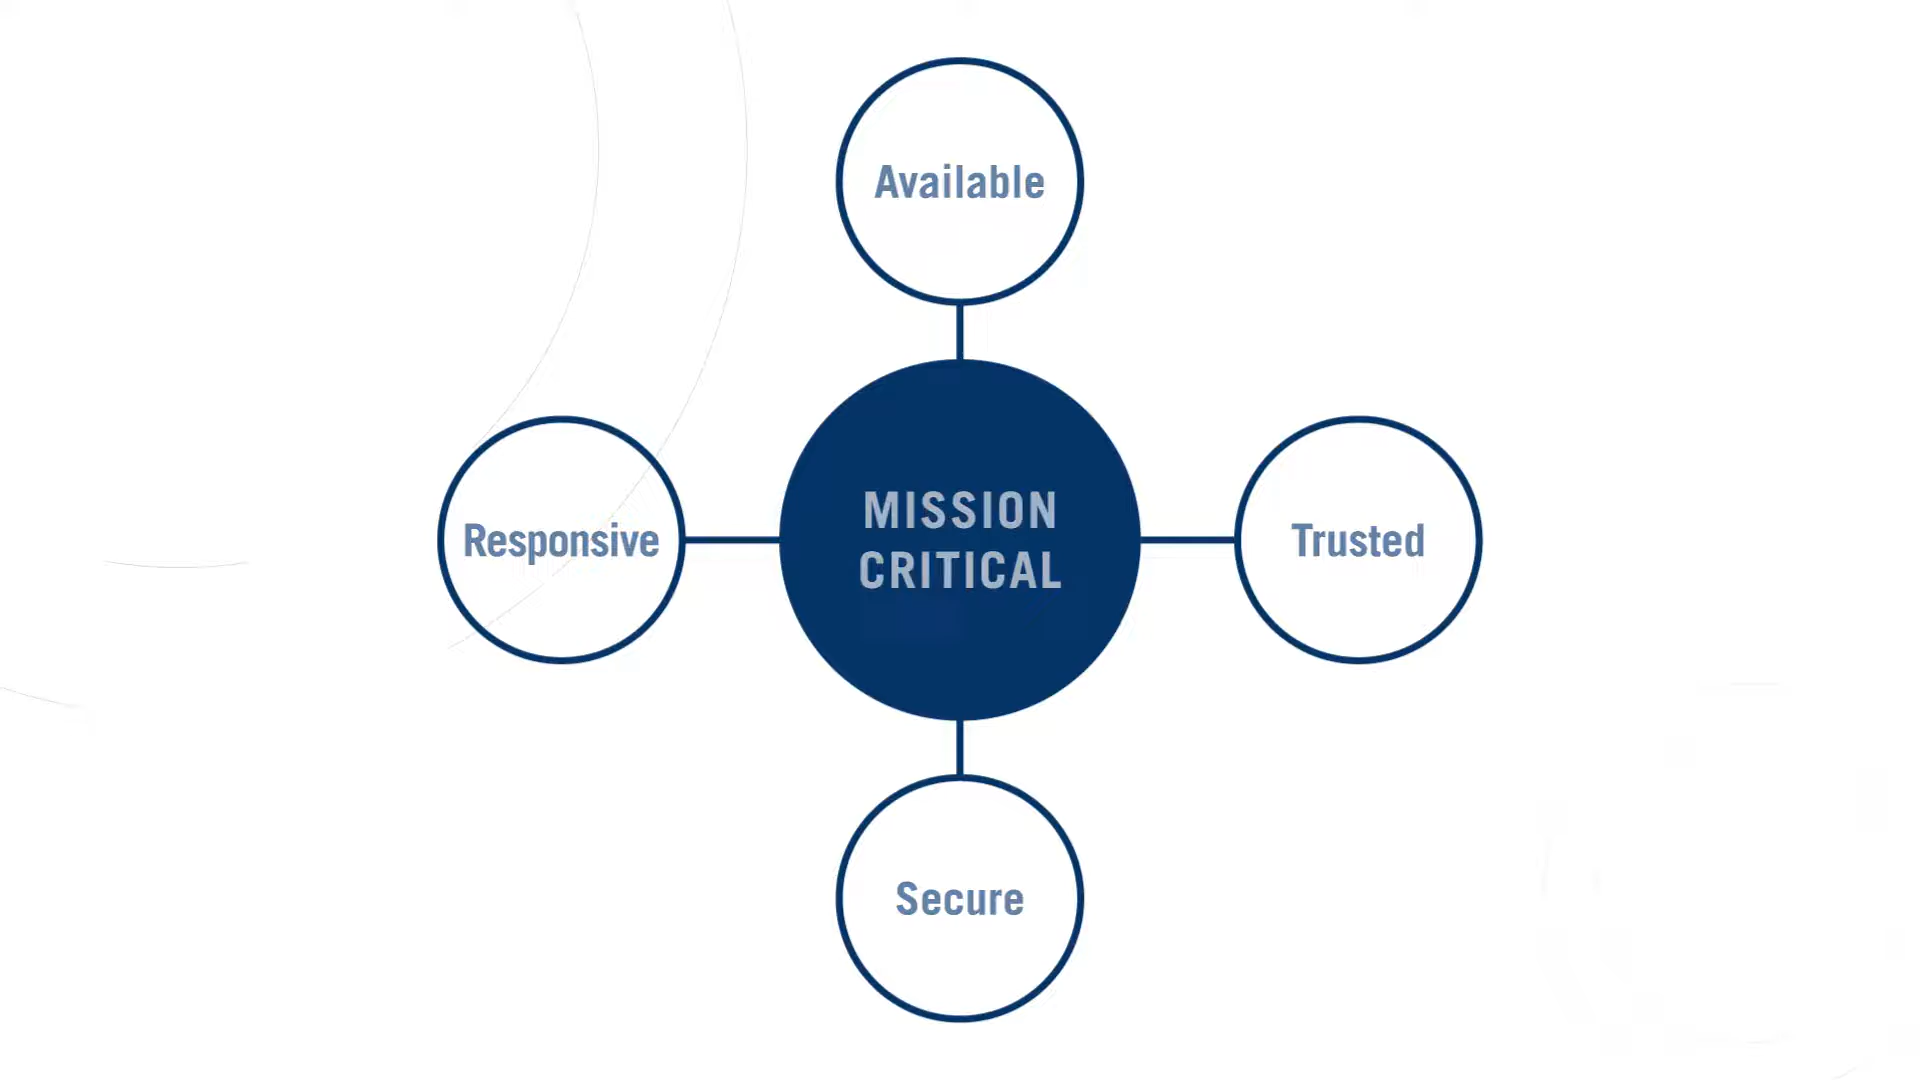 Available
Responsive
MISSION
CRITICAL
Trusted
Secure